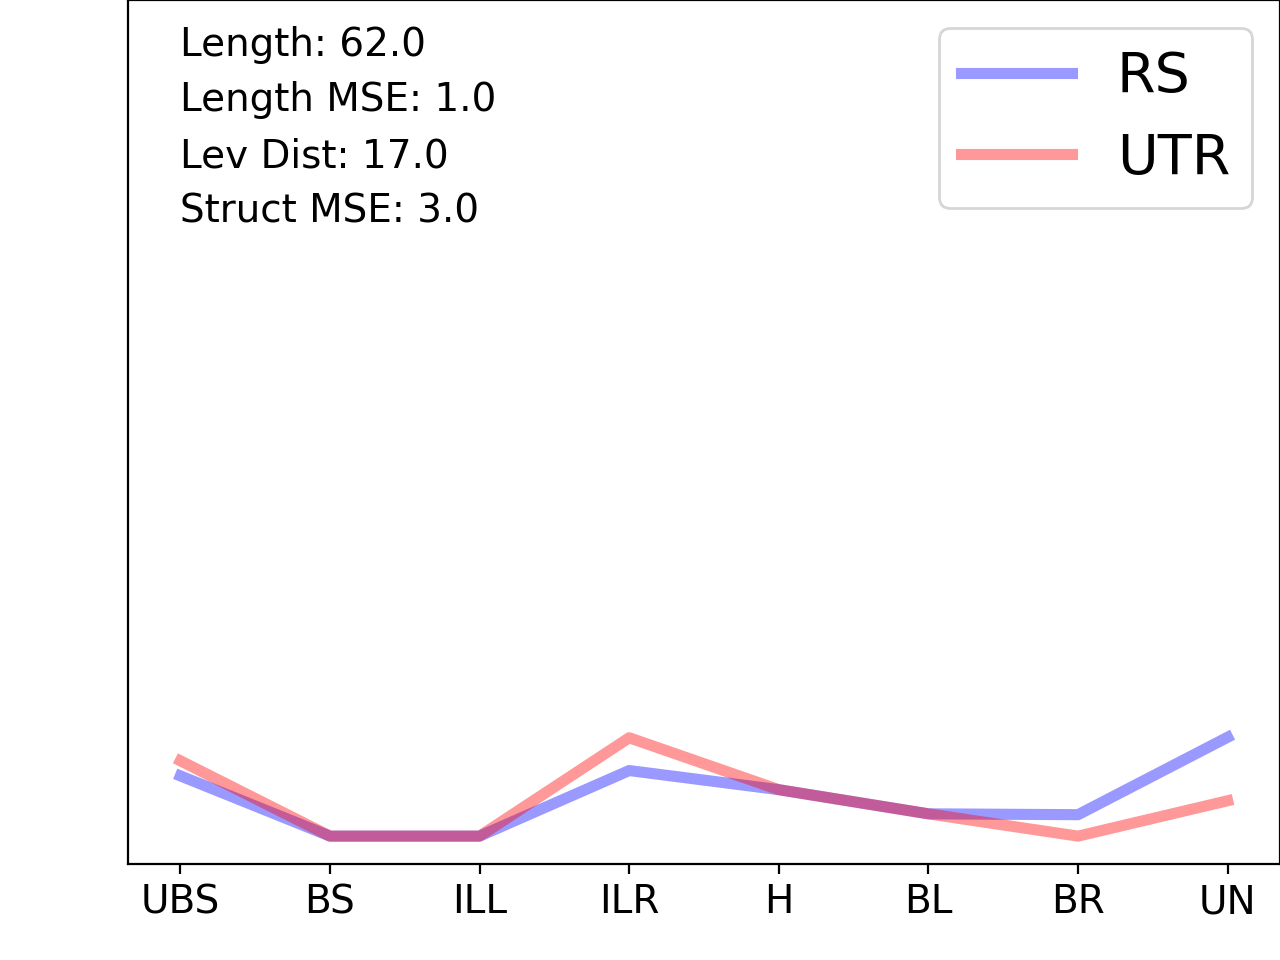 Length: 62.0
Length MSE: 1.0
Lev Dist: 17.0
Struct MSE: 3.0
RS
UTR
UBS BS ILL ILR H BL BR UN